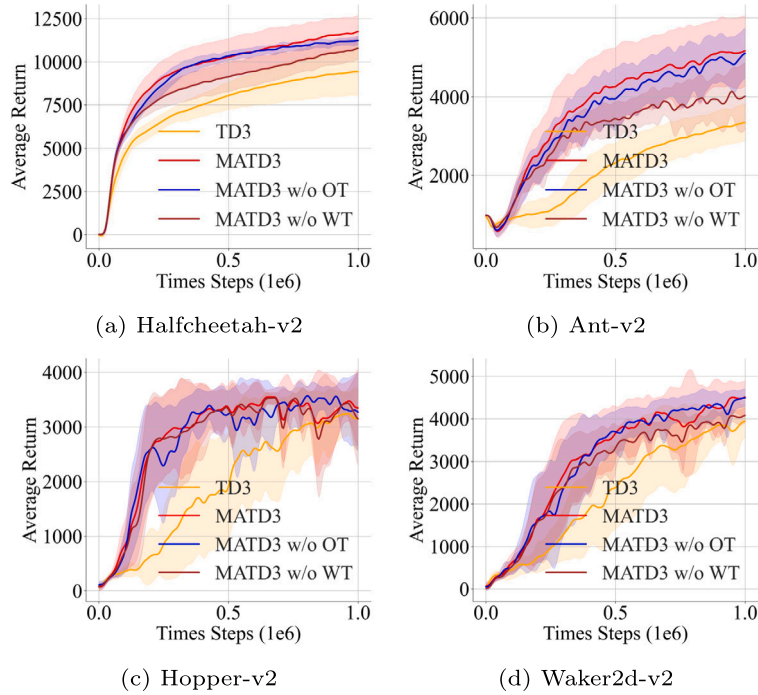 12500
10000
7500
5000
2500
0
Average Return
TD3
MATD3
MATD3 w/o OT
MATD3 w/o WT
0.0 0.5 1.0
Times Steps (1e6)
(a) Halfcheetah-v2
6000
4000
2000
Average Return
TD3
MATD3
MATD3 w/o OT
MATD3 w/o WT
0.0 0.5 1.0
Times Steps (1e6)
(b) Ant-v2
4000
3000
2000
1000
0
Average Return
TD3
MATD3
MATD3 w/o OT
MATD3 w/o WT
0.0 0.5 1.0
Times Steps (1e6)
(c) Hopper-v2
5000
4000
3000
2000
1000
0
Average Return
TD3
MATD3
MATD3 w/o OT
MATD3 w/o WT
0.0 0.5 1.0
Times Steps (1e6)
(d) Waker2d-v2